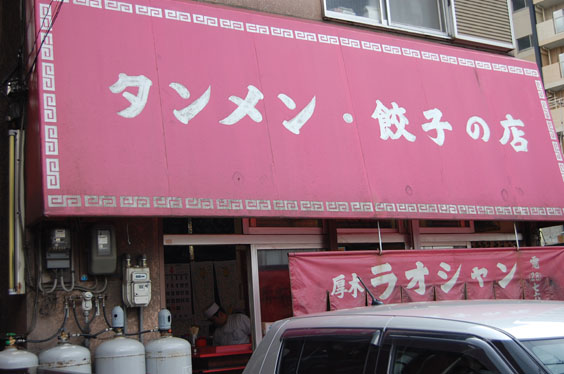 タンメン・餃子の店
厚木 ラオシャン